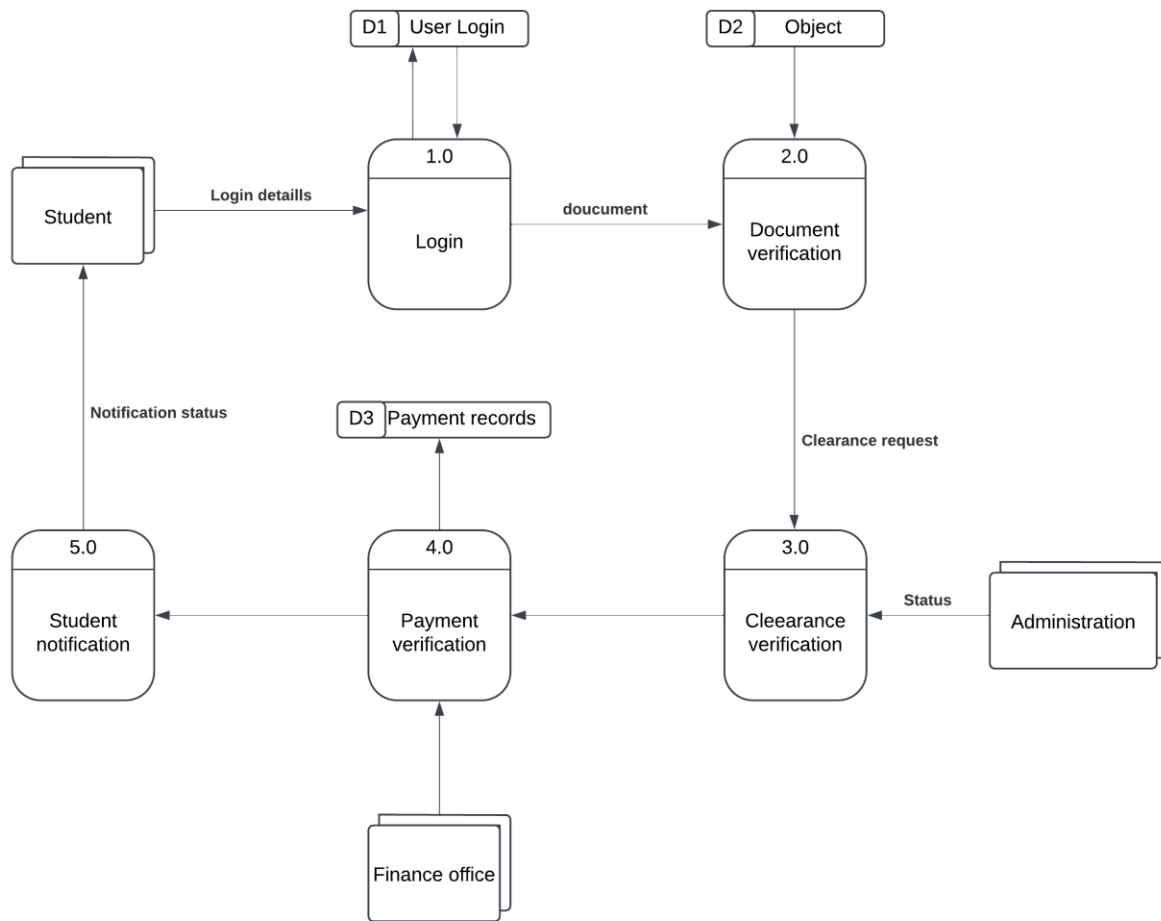 D1 User Login
D2 Object
1.0
2.0
Student
Login detaills
Login
doucument
Document
verification
Notification status
D3 Payment records
Clearance request
5.0
4.0
3.0
Student
notification
Payment
verification
Cleearance
verification
Status
Administration
Finance office